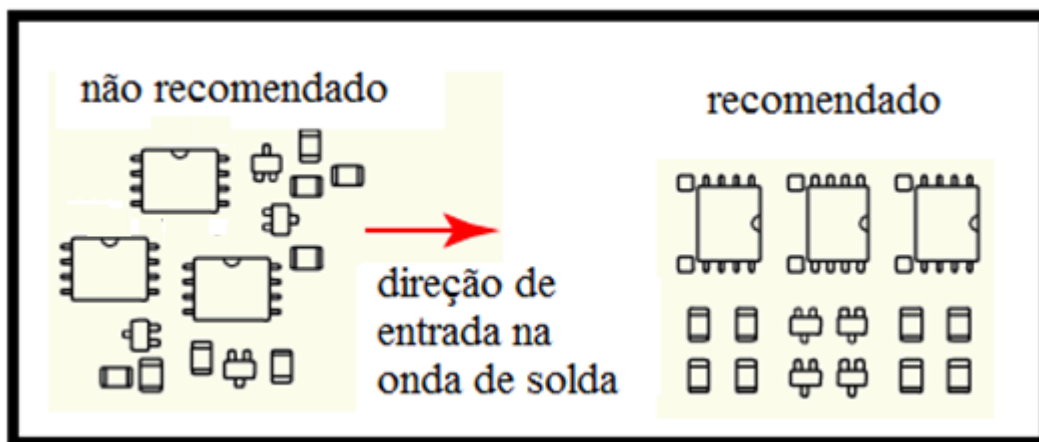 não recomendado
recomendado
direção de
entrada na
onda de solda